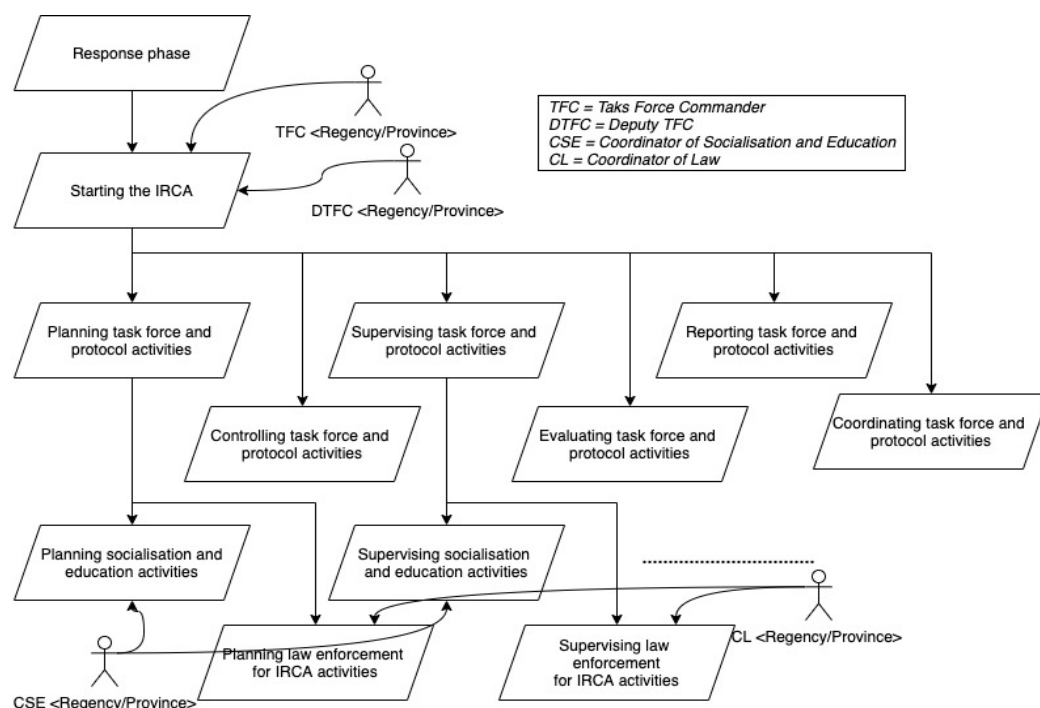 Response phase
TFC <Regency/Province>
TFC = Taks Force Commander
DTFC = Deputy TFC
CSE = Coordinator of Socialisation and Education
CL = Coordinator of Law
Starting the IRCA
DTFC <Regency/Province>
Planning task force and
protocol activities
Supervising task force and
protocol activities
Reporting task force and
protocol activities
Controlling task force and
protocol activities
Evaluating task force and
protocol activities
Coordinating task force and
protocol activities
Planning socialisation and
education activities
Supervising socialisation
and education activities
CL <Regency/Province>
Planning law enforcement
for IRCA activities
Supervising law
enforcement
for IRCA activities
CSE <Regency/Province>